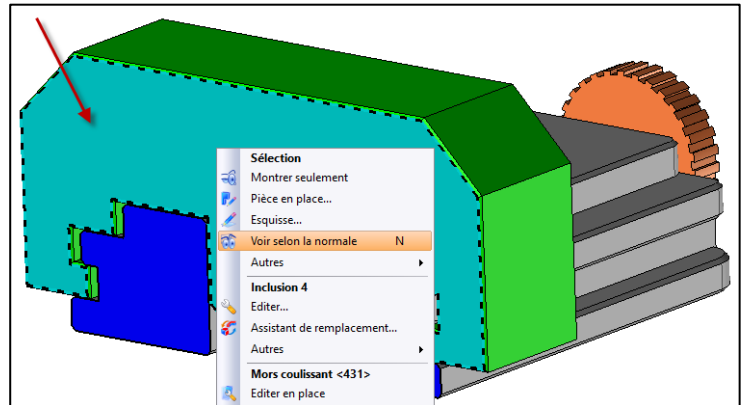 Sélection
Montrer seulement
Pièce en place...
Esquisse...
Voir selon la normale N
Autres
Inclusion 4
Editer...
Assistant de remplacement...
Autres
Mors coulissant <431>
Editer en place